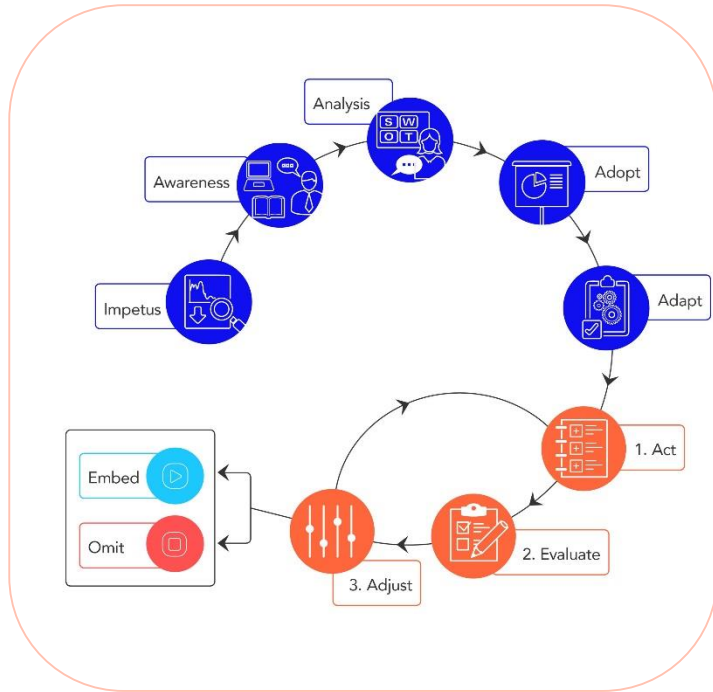 Impetus
Awareness
Analysis
S W
O T
Adopt
Adapt
1. Act
2. Evaluate
3. Adjust
Embed
Omit